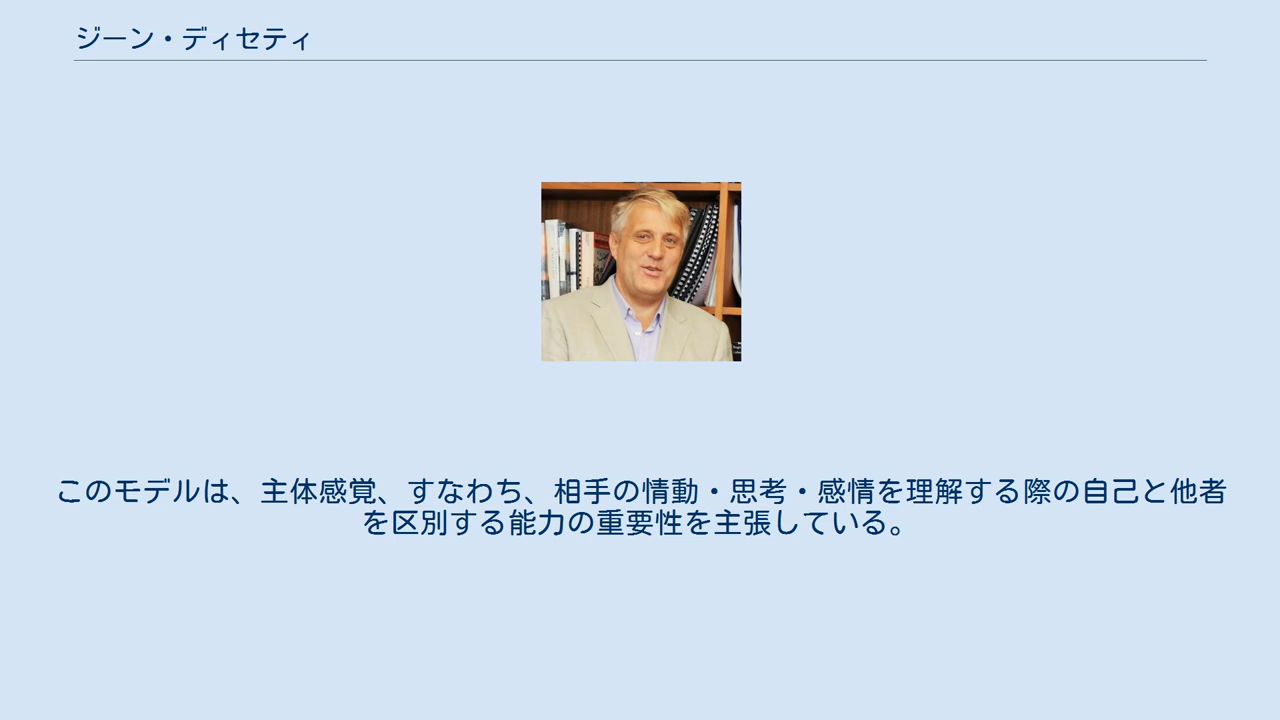 ジーン・ディセティ
このモデルは、主体感覚、すなわち、相手の情動・思考・感情を理解する際の自己と他者
を区別する能力の重要性を主張している。